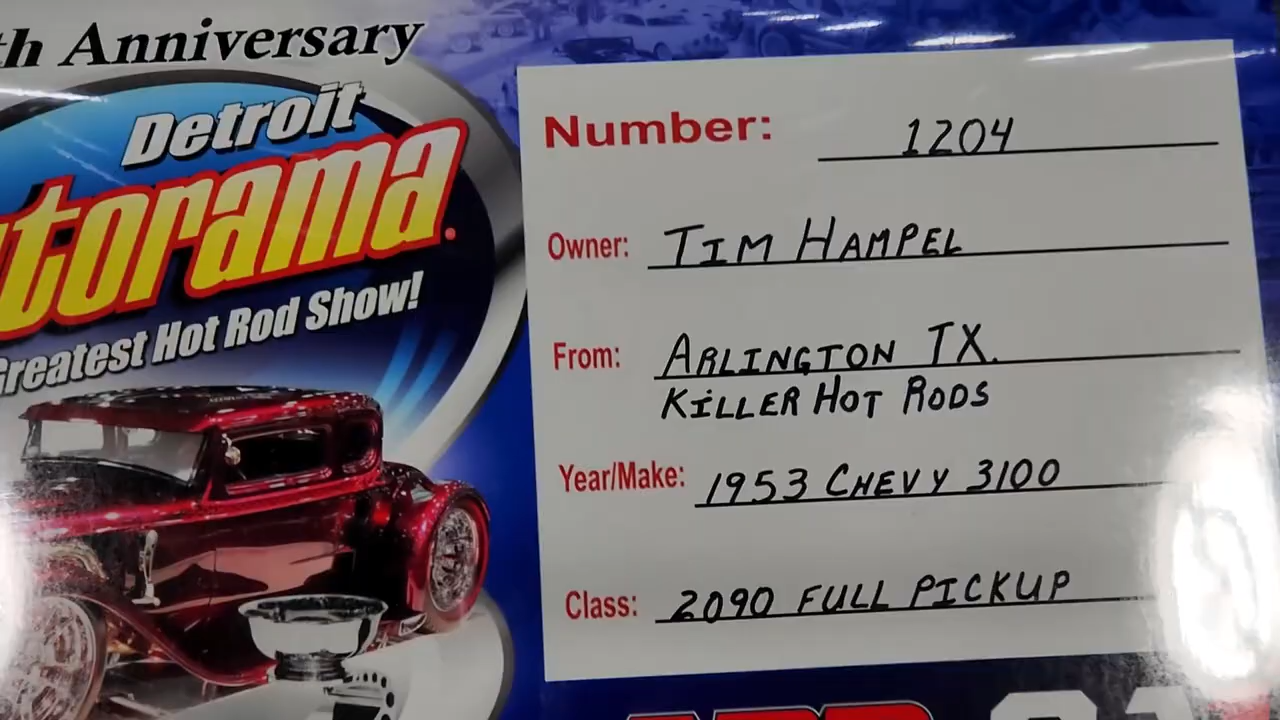 th Anniversary
Detroit
torama.
Greatest Hot Rod Show!
Number: 1204
Owner: TIM HAMPEL
From: ARLINGTON TX.
KILLER HOT RODS
Year/Make: 1953 CHEVY 3100
Class: 2090 FULL PICKUP